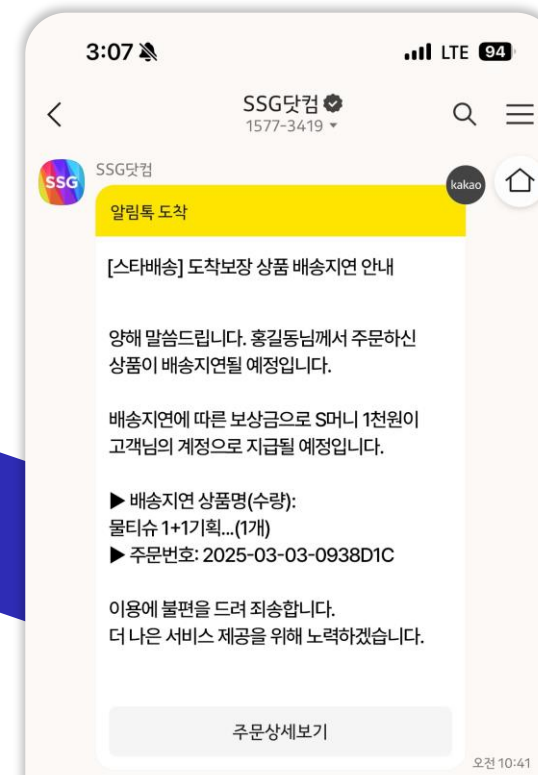 3:07
LTE 94
SSG닷컴
1577-3419
SSG
SSG닷컴
kakao
알림톡 도착
[스타배송] 도착보장 상품 배송지연 안내
양해 말씀드립니다. 홍길동님께서 주문하신
상품이 배송지연될 예정입니다.
배송지연에 따른 보상금으로 S머니 1천원이
고객님의 계정으로 지급될 예정입니다.
▶ 배송지연 상품명(수량):
물티슈 1+1기획...(1개)
▶ 주문번호: 2025-03-03-0938D1C
이용에 불편을 드려 죄송합니다.
더 나은 서비스 제공을 위해 노력하겠습니다.
주문상세보기
오전 10:41